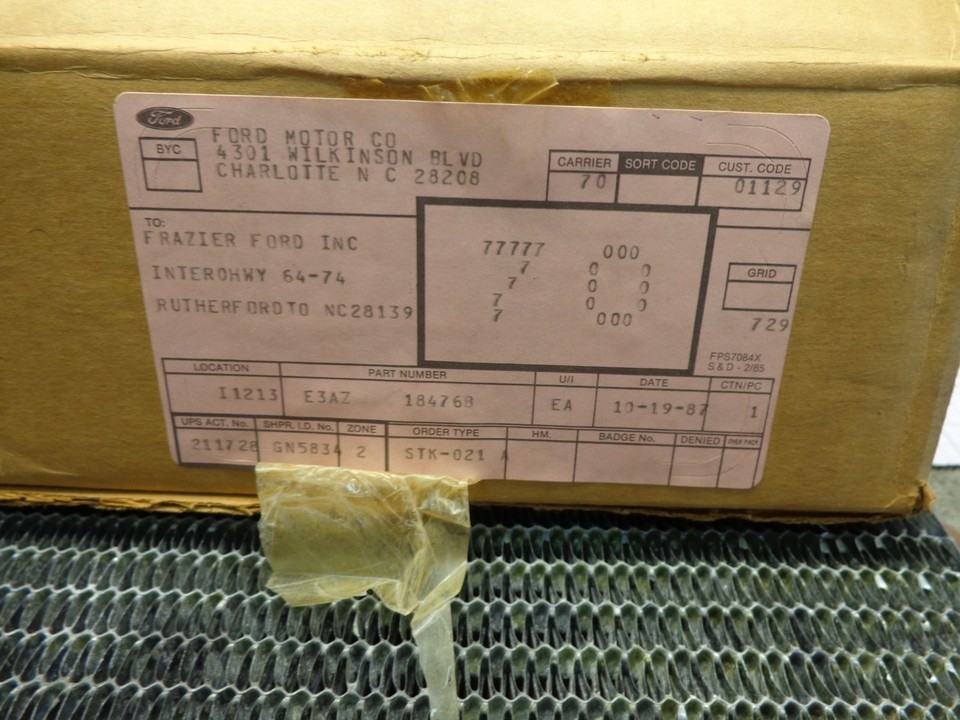 Ford
FORD MOTOR CO
4301 WILKINSON BLVD
CHARLOTTE N C 28208
BYC
CARRIER SORT CODE CUST. CODE
70 01129
TO:
FRAZIER FORD INC
INTEROHWY 64-74
RUTHERFORDTO NC28139
77777 000
7 0 0
7 0 0
7 0 0
7 000
GRID
729
FPS7084X
S & D - 2/85
LOCATION PART NUMBER U/I DATE CTN/PC
I1213 E3AZ 18476B EA 10-19-87 1
UPS ACT. No. SHPR. I.D. No. ZONE ORDER TYPE HM. BADGE No. DENIED OVER PACK
211728 GN5834 2 STK-021 A